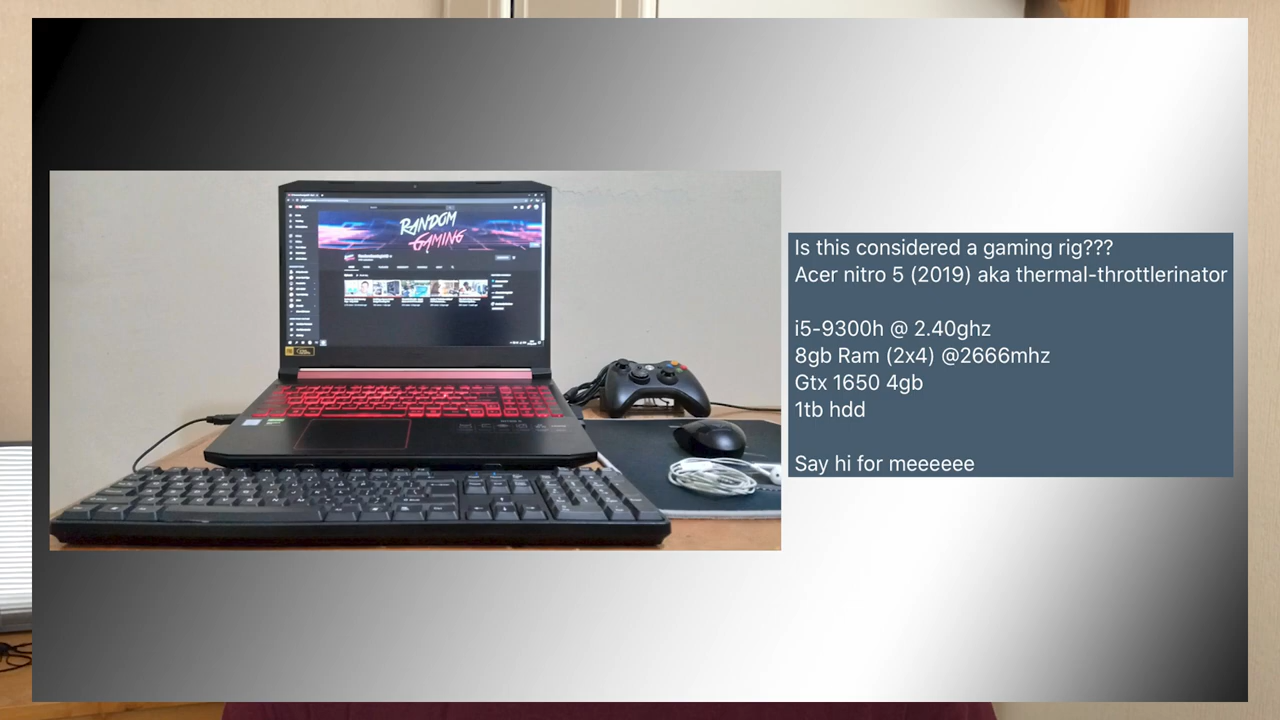 RANDOM
GAMING
Is this considered a gaming rig???
Acer nitro 5 (2019) aka thermal-throttlerinator
i5-9300h @ 2.40ghz
8gb Ram (2x4) @2666mhz
Gtx 1650 4gb
1tb hdd
Say hi for meeeeee